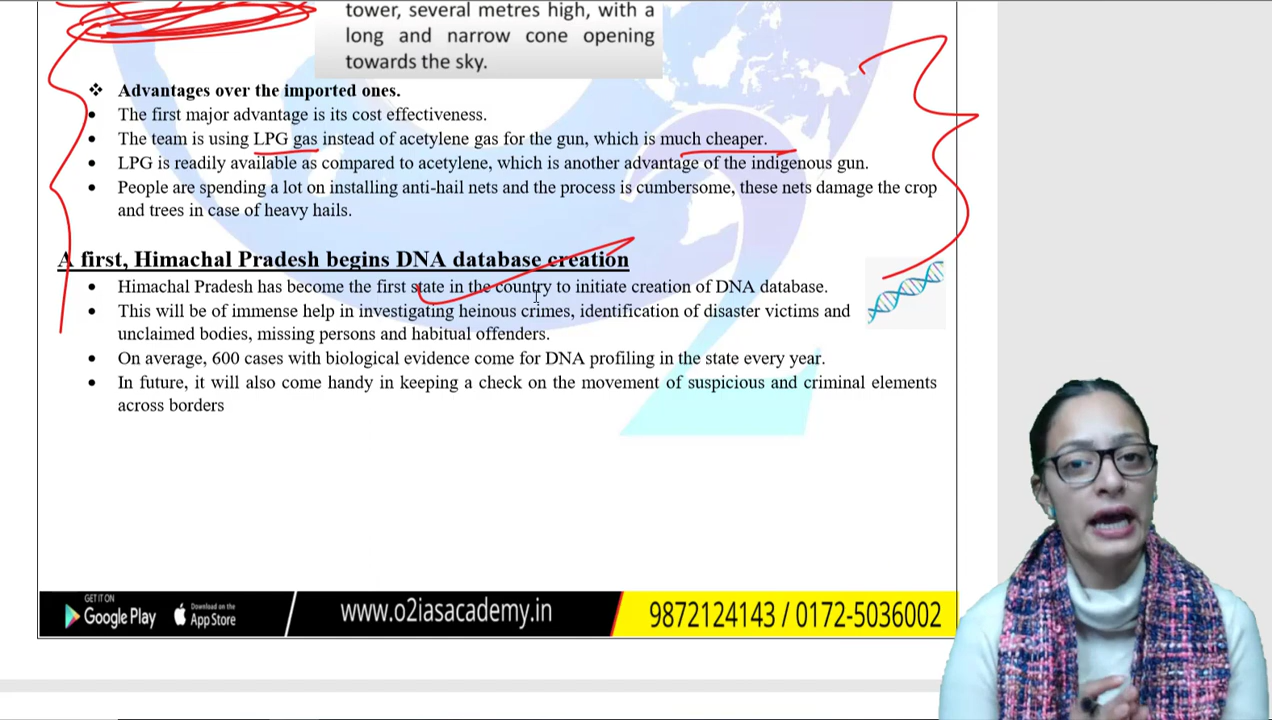 tower, several metres high, with a
long and narrow cone opening
towards the sky.
❖ Advantages over the imported ones.
• The first major advantage is its cost effectiveness.
• The team is using LPG gas instead of acetylene gas for the gun, which is much cheaper.
• LPG is readily available as compared to acetylene, which is another advantage of the indigenous gun.
• People are spending a lot on installing anti-hail nets and the process is cumbersome, these nets damage the crop
and trees in case of heavy hails.
A first, Himachal Pradesh begins DNA database creation
• Himachal Pradesh has become the first state in the country to initiate creation of DNA database.
• This will be of immense help in investigating heinous crimes, identification of disaster victims and
unclaimed bodies, missing persons and habitual offenders.
• On average, 600 cases with biological evidence come for DNA profiling in the state every year.
• In future, it will also come handy in keeping a check on the movement of suspicious and criminal elements
across borders
GET IT ON
Google Play
Download on the
App Store
www.o2iasacademy.in
9872124143 / 0172-5036002